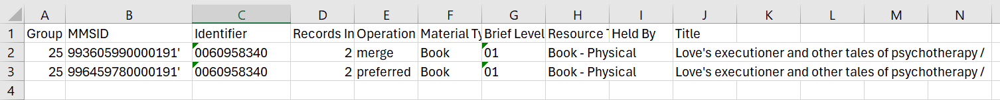 A B C D E F G H I J K L M N
1 Group MMSID Identifier Records In Operation Material Ty Brief Level Resource T Held By Title
2 25 993605990000191' 0060958340 2 merge Book 01 Book - Physical Love's executioner and other tales of psychotherapy /
3 25 996459780000191' 0060958340 2 preferred Book 01 Book - Physical Love's executioner and other tales of psychotherapy /
4